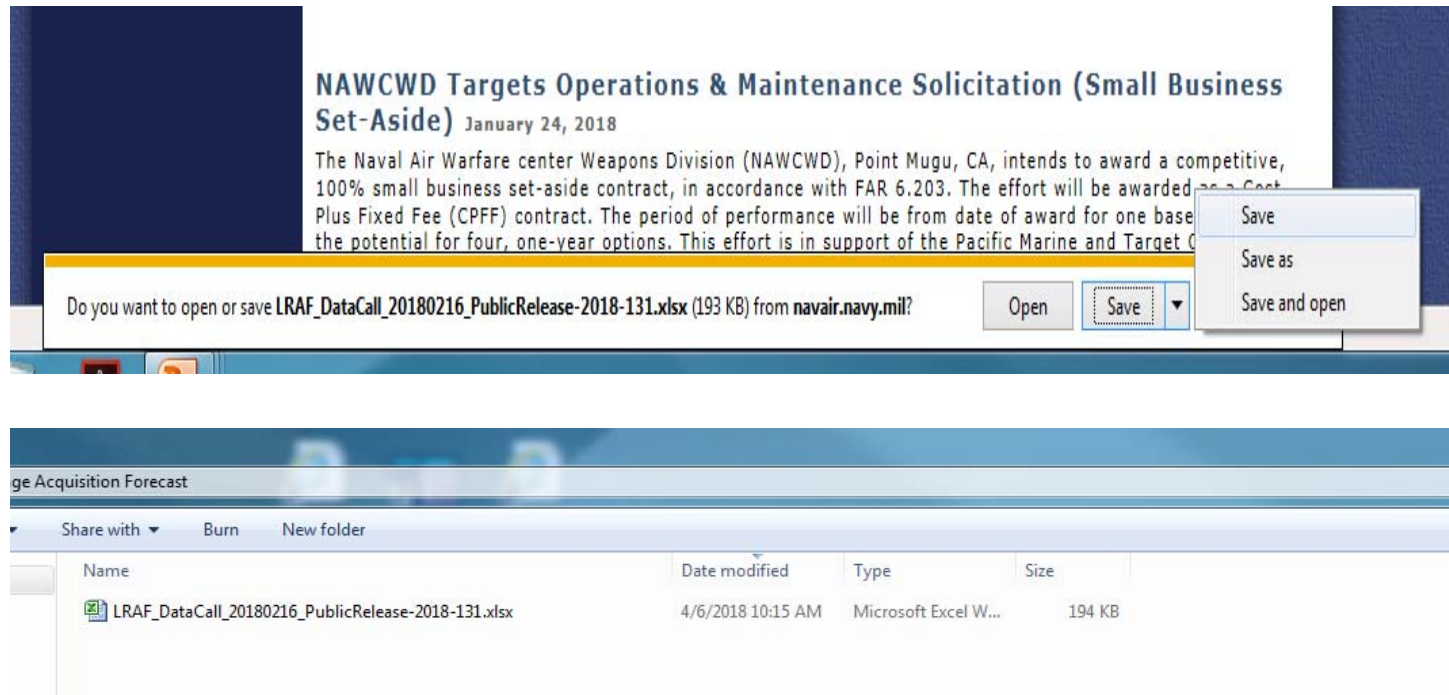 NAWCWD Targets Operations & Maintenance Solicitation (Small Business
Set-Aside) January 24, 2018
The Naval Air Warfare center Weapons Division (NAWCWD), Point Mugu, CA, intends to award a competitive,
100% small business set-aside contract, in accordance with FAR 6.203. The effort will be awarded as a Cost
Plus Fixed Fee (CPFF) contract. The period of performance will be from date of award for one base
the potential for four, one-year options. This effort is in support of the Pacific Marine and Target
Save
Save as
Save and open
Do you want to open or save LRAF_DataCall_20180216_PublicRelease-2018-131.xlsx (193 KB) from navair.navy.mil? Open Save
ge Acquisition Forecast
Share with Burn New folder
Name Date modified Type Size
LRAF_DataCall_20180216_PublicRelease-2018-131.xlsx 4/6/2018 10:15 AM Microsoft Excel W... 194 KB